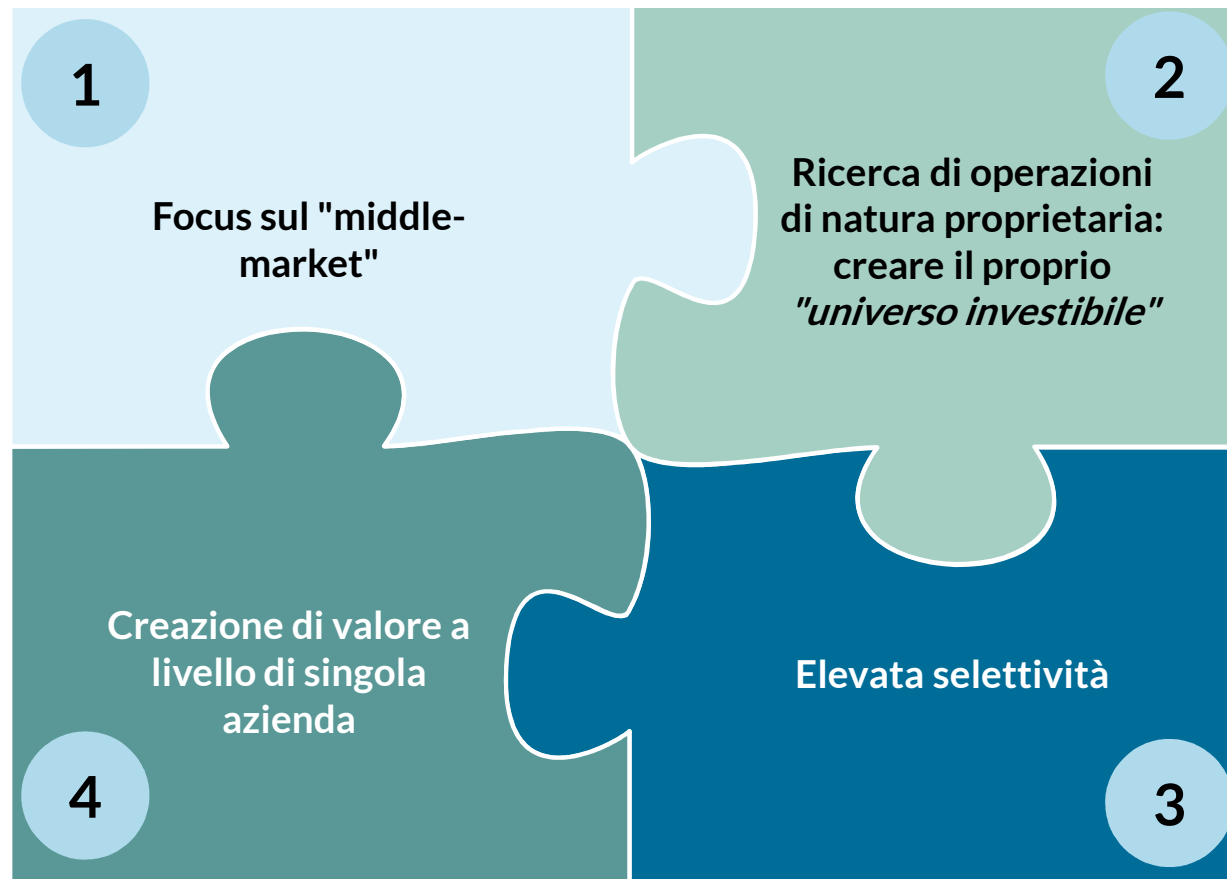 1
Focus sul "middle-
market"
2
Ricerca di operazioni
di natura proprietaria:
creare il proprio
"universo investibile"
Creazione di valore a
livello di singola
azienda
4
Elevata selettività
3